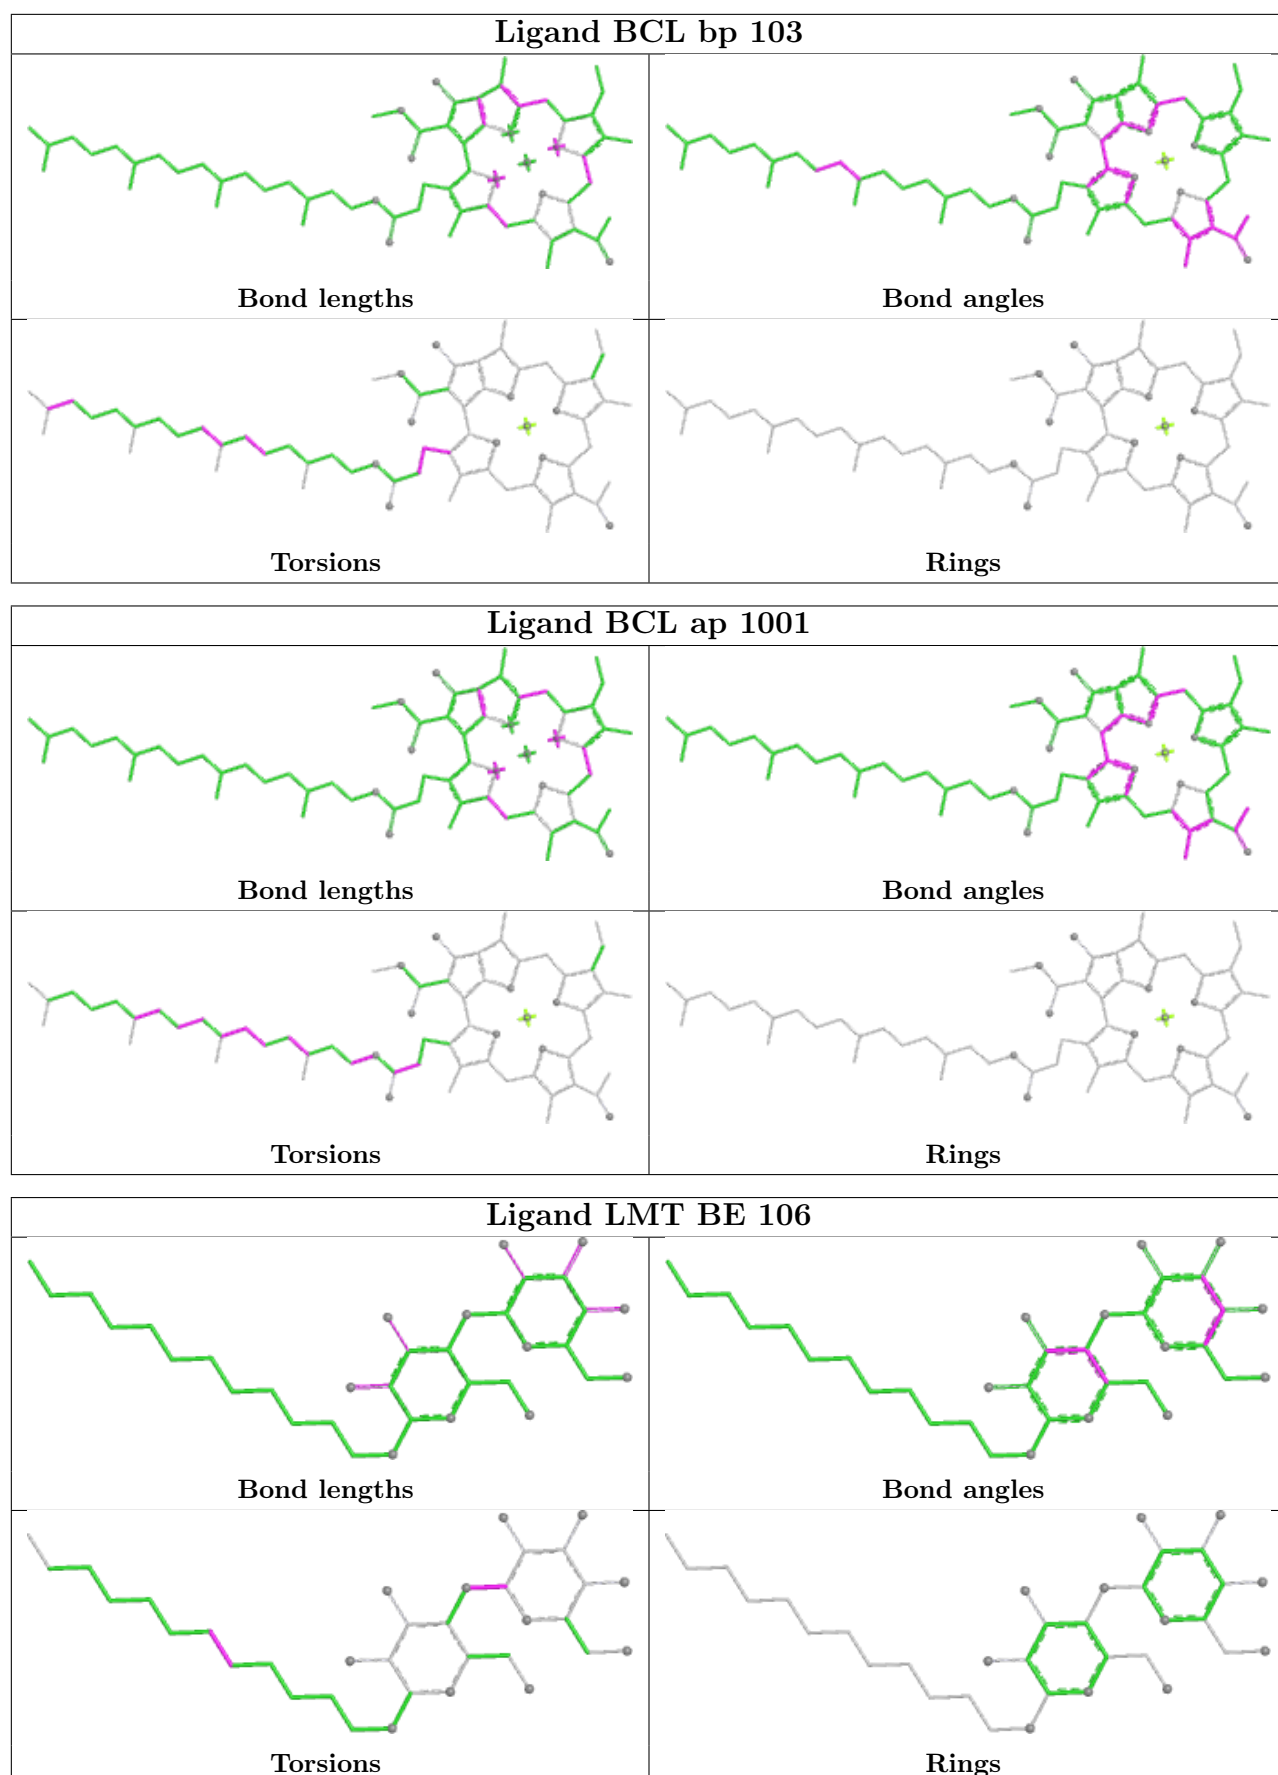 Ligand BCL bp 103
Bond lengths
Bond angles
Torsions
Rings
Ligand BCL ap 1001
Bond lengths
Bond angles
Torsions
Rings
Ligand LMT BE 106
Bond lengths
Bond angles
Torsions
Rings